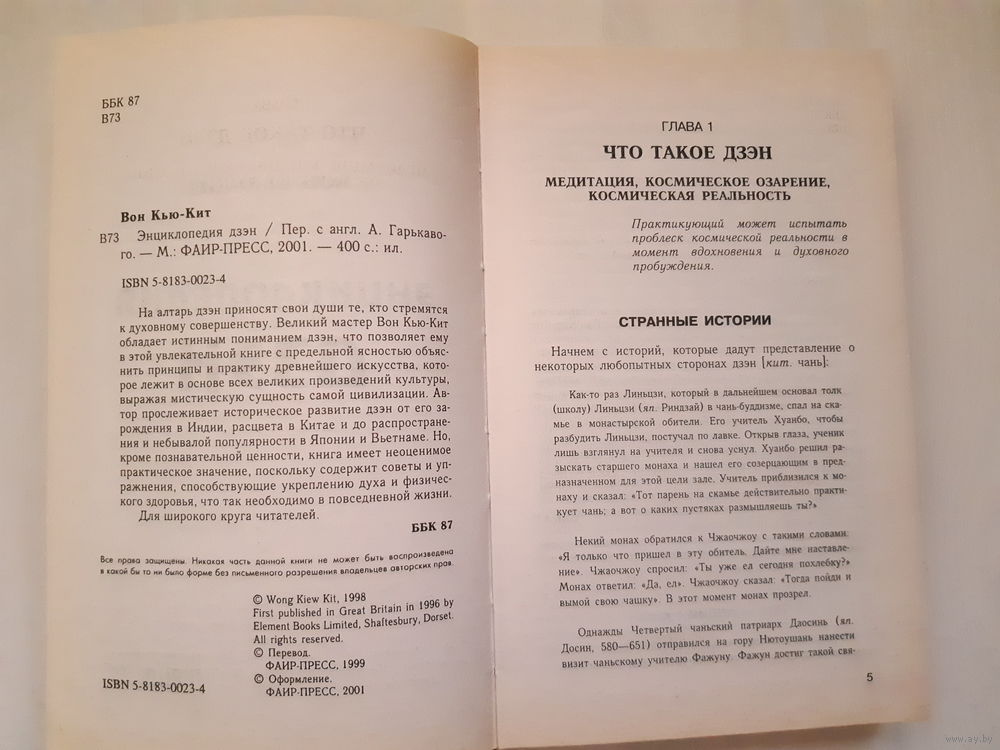 ББК 87
В73
Вон Кью-Кит
В73 Энциклопедия дзэн / Пер. с англ. А. Гарькаво-
го. — М.: ФАИР-ПРЕСС, 2001. — 400 с.: ил.
ISBN 5-8183-0023-4
На алтарь дзэн приносят свои души те, кто стремятся
к духовному совершенству. Великий мастер Вон Кью-Кит
обладает истинным пониманием дзэн, что позволяет ему
в этой увлекательной книге с предельной ясностью объяс-
нить принципы и практику древнейшего искусства, кото-
рое лежит в основе всех великих произведений культуры,
выражая мистическую сущность самой цивилизации. Ав-
тор прослеживает историческое развитие дзэн от его за-
рождения в Индии, расцвета в Китае и до распростране-
ния и небывалой популярности в Японии и Вьетнаме. Но,
кроме познавательной ценности, книга имеет неоценимое
практическое значение, поскольку содержит советы и уп-
ражнения, способствующие укреплению духа и физичес-
кого здоровья, что так необходимо в повседневной жизни.
Для широкого круга читателей.
ББК 87
Все права защищены. Никакая часть данной книги не может быть воспроизведена
в какой бы то ни было форме без письменного разрешения владельцев авторских прав.
© Wong Kiew Kit, 1998
First published in Great Britain in 1996 by
Element Books Limited, Shaftesbury, Dorset.
All rights reserved.
© Перевод.
ФАИР-ПРЕСС, 1999
© Оформление.
ФАИР-ПРЕСС, 2001
ISBN 5-8183-0023-4
ГЛАВА 1
ЧТО ТАКОЕ ДЗЭН
МЕДИТАЦИЯ, КОСМИЧЕСКОЕ ОЗАРЕНИЕ,
КОСМИЧЕСКАЯ РЕАЛЬНОСТЬ
Практикующий может испытать
проблеск космической реальности в
момент вдохновения и духовного
пробуждения.
СТРАННЫЕ ИСТОРИИ
Начнем с историй, которые дадут представление о
некоторых любопытных сторонах дзэн [кит. чань]:
Как-то раз Линьцзи, который в дальнейшем основал толк
(школу) Линьцзи (яп. Риндзай) в чань-буддизме, спал на ска-
мье в монастырской обители. Его учитель Хуанбо, чтобы
разбудить Линьцзи, постучал по лавке. Открыв глаза, ученик
лишь взглянул на учителя и снова уснул. Хуанбо решил ра-
зыскать старшего монаха и нашел его созерцающим в пред-
назначенном для этой цели зале. Учитель приблизился к мо-
наху и сказал: «Тот парень на скамье действительно практи-
кует чань; а вот о каких пустяках размышляешь ты?»
Некий монах обратился к Чжаочжоу с такими словами:
«Я только что пришел в эту обитель. Дайте мне наставле-
ние». Чжаочжоу спросил: «Ты уже ел сегодня похлебку?»
Монах ответил: «Да, ел». Чжаочжоу сказал: «Тогда пойди и
вымой свою чашку». В этот момент монах прозрел.
Однажды Четвертый чаньский патриарх Даосинь (яп.
Досин, 580—651) отправился на гору Нютоушань нанести
визит чаньскому учителю Фажуну. Фажун достиг такой свя-
5
www.ay.by